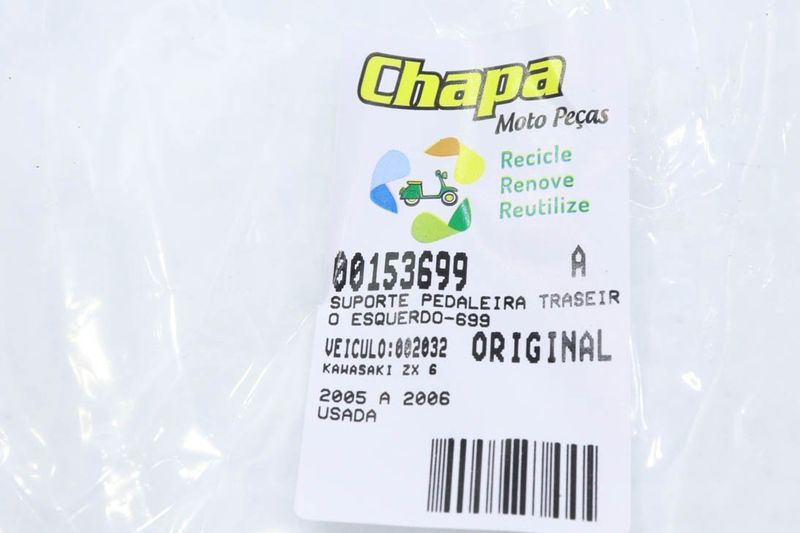 Chapa
Moto Peças
Recicle
Renove
Reutilize
00153699 A
SUPORTE PEDALEIRA TRASEIR
O ESQUERDO-699
VEICULO:002032 ORIGINAL
KAWASAKI ZX 6
2005 A 2006
USADA